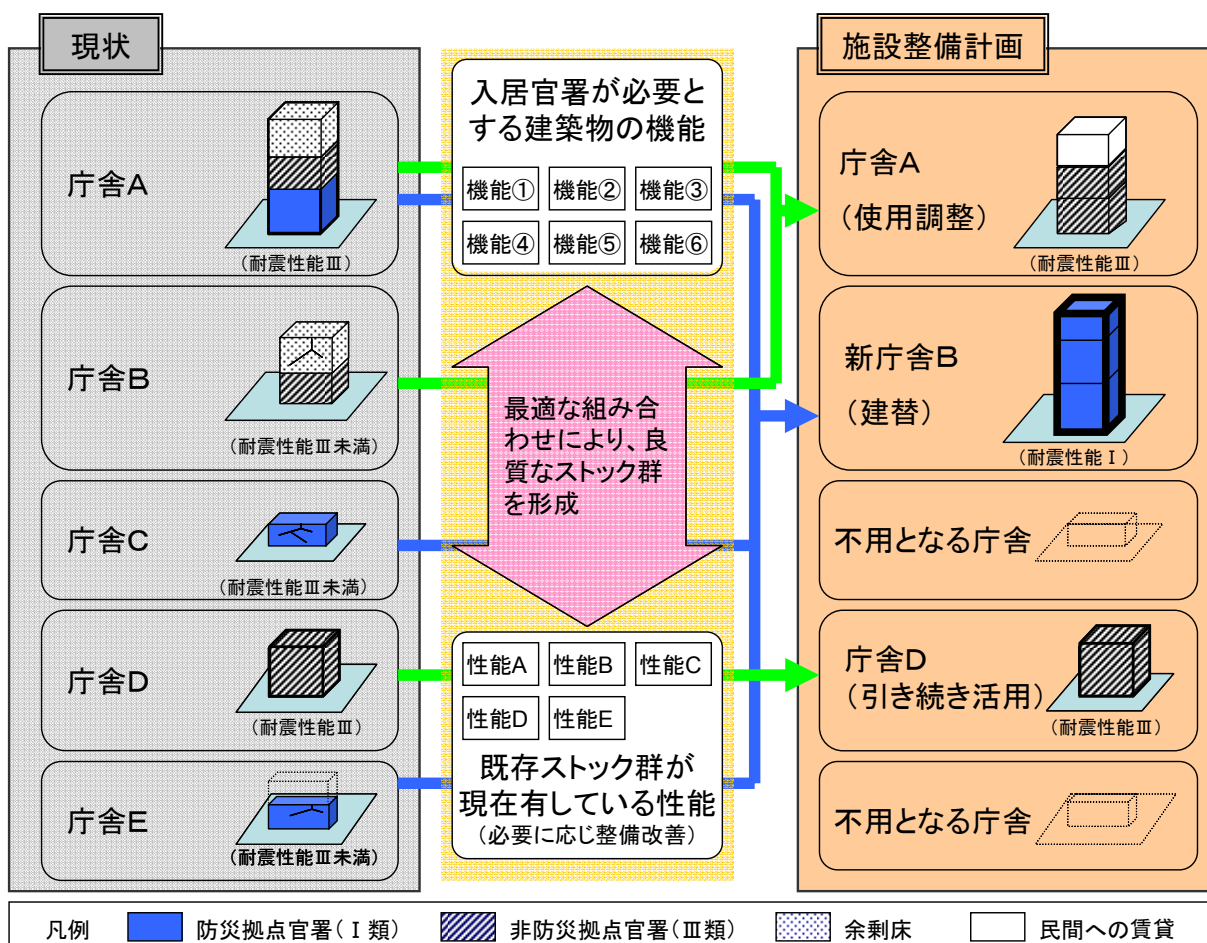 現状
庁舎A
(耐震性能Ⅲ)
庁舎B
(耐震性能Ⅲ未満)
庁舎C
(耐震性能Ⅲ未満)
庁舎D
(耐震性能Ⅲ)
庁舎E
(耐震性能Ⅲ未満)
入居官署が必要と
する建築物の機能
機能① 機能② 機能③
機能④ 機能⑤ 機能⑥
最適な組み合
わせにより、良
質なストック群
を形成
性能A 性能B 性能C
性能D 性能E
既存ストック群が
現在有している性能
(必要に応じ整備改善)
施設整備計画
庁舎A
(使用調整)
(耐震性能Ⅲ)
新庁舎B
(建替)
(耐震性能Ⅰ)
不用となる庁舎
庁舎D
(引き続き活用)
(耐震性能Ⅲ)
不用となる庁舎
凡例 防災拠点官署(Ⅰ類) 非防災拠点官署(Ⅲ類) 余剰床 民間への賃貸